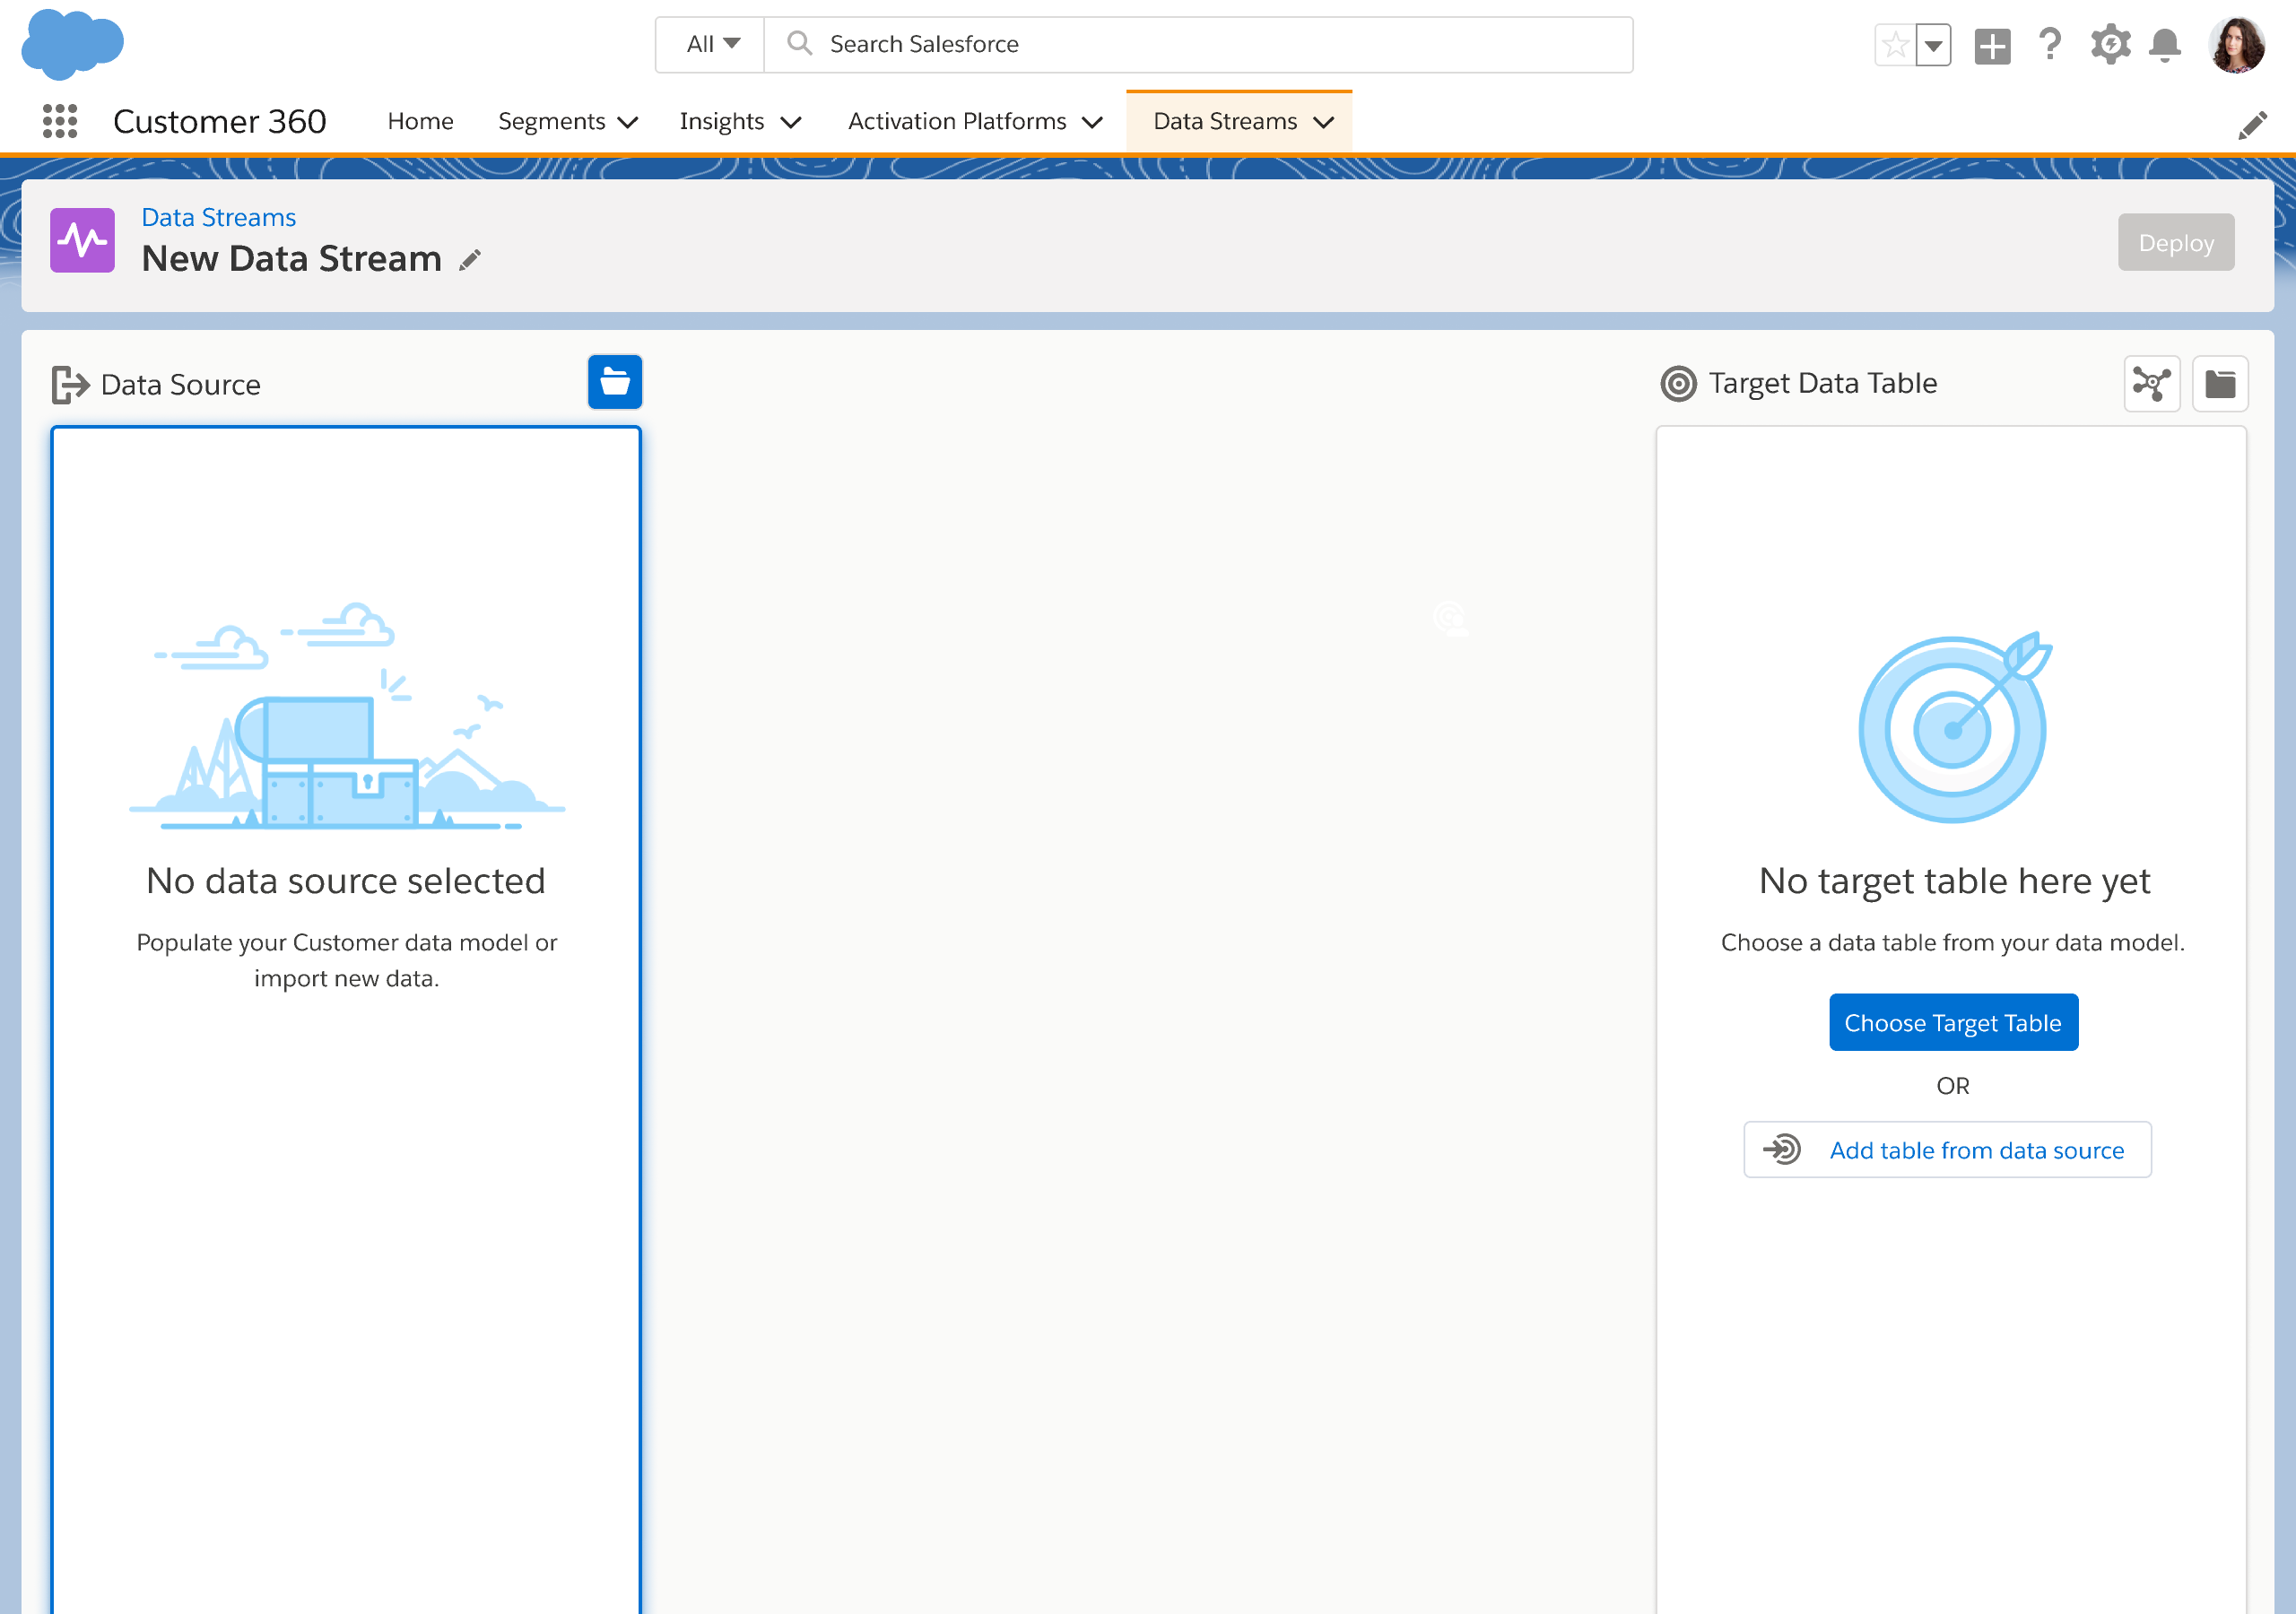 All
Search Salesforce
Customer 360
Home
Segments
Insights
Activation Platforms
Data Streams
Data Streams
New Data Stream
Deploy
Data Source
Target Data Table
No data source selected
Populate your Customer data model or
import new data.
No target table here yet
Choose a data table from your data model.
Choose Target Table
OR
Add table from data source